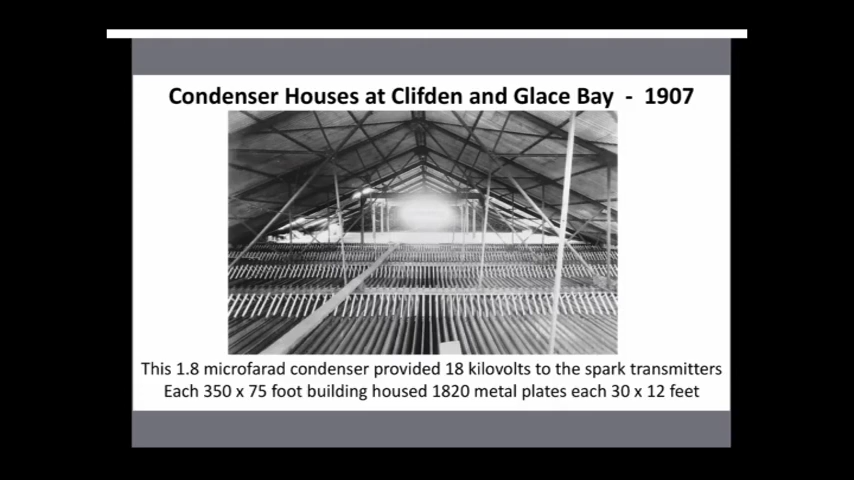 Condenser Houses at Clifden and Glace Bay - 1907
This 1.8 microfarad condenser provided 18 kilovolts to the spark transmitters
Each 350 x 75 foot building housed 1820 metal plates each 30 x 12 feet